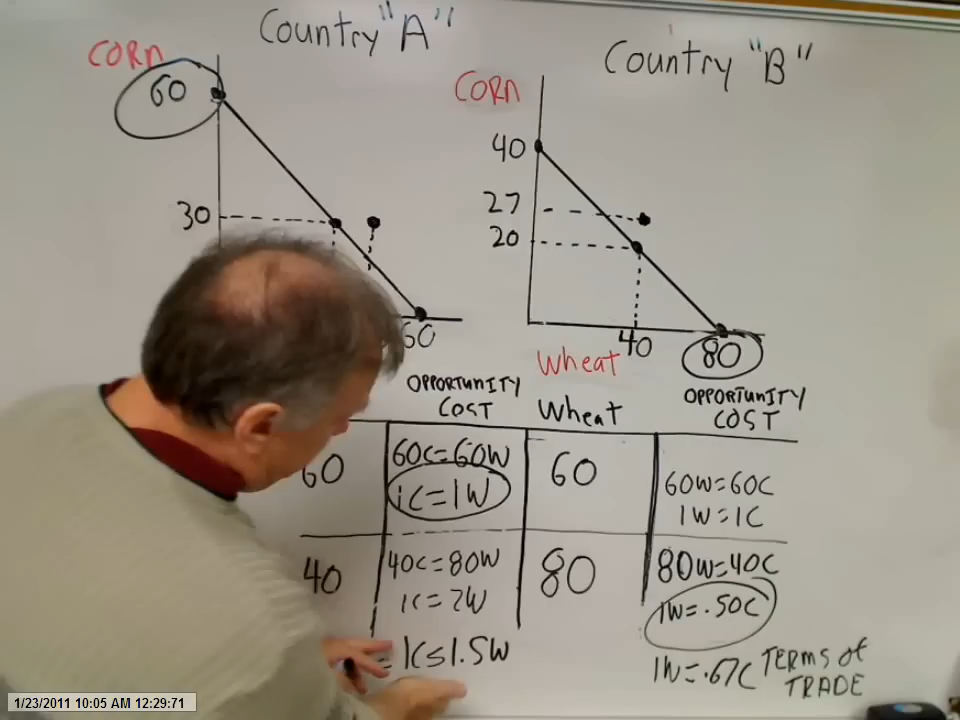 Country "A"
CORN
60
30
60
Country "B"
CORN
40
27
20
40
80
Wheat
OPPORTUNITY
COST
Wheat
OPPORTUNITY
COST
60
60C=60W
1C=1W
60
60W=60C
1W=1C
40
40C=80W
1C=2W
80
80W=40C
1W=.50C
= 1C≤1.5W
1W=.67C TERMS of
TRADE
1/23/2011 10:05 AM 12:29:71